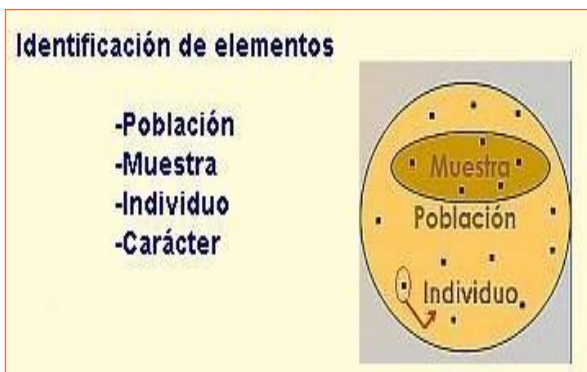 Identificación de elementos
-Población
-Muestra
-Individuo
-Carácter
Muestra
Población
Individuo